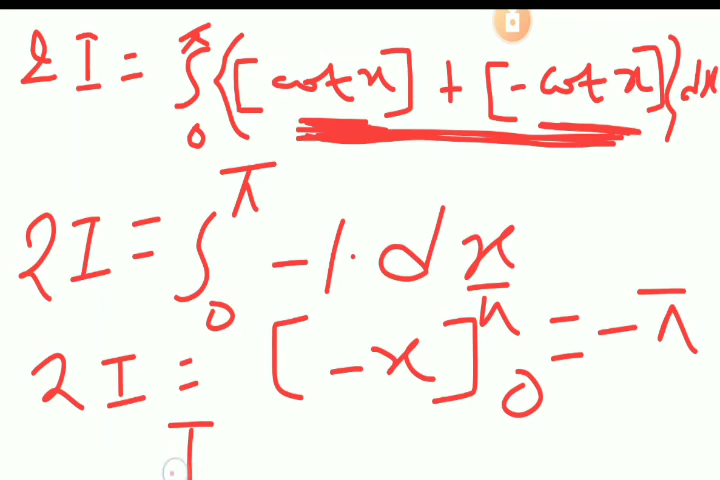 2I = ∫₀^π {[cot x] + [-cot x]} dx
2I = ∫₀^π -1. dx
2I = [-x]₀^π = -π
I